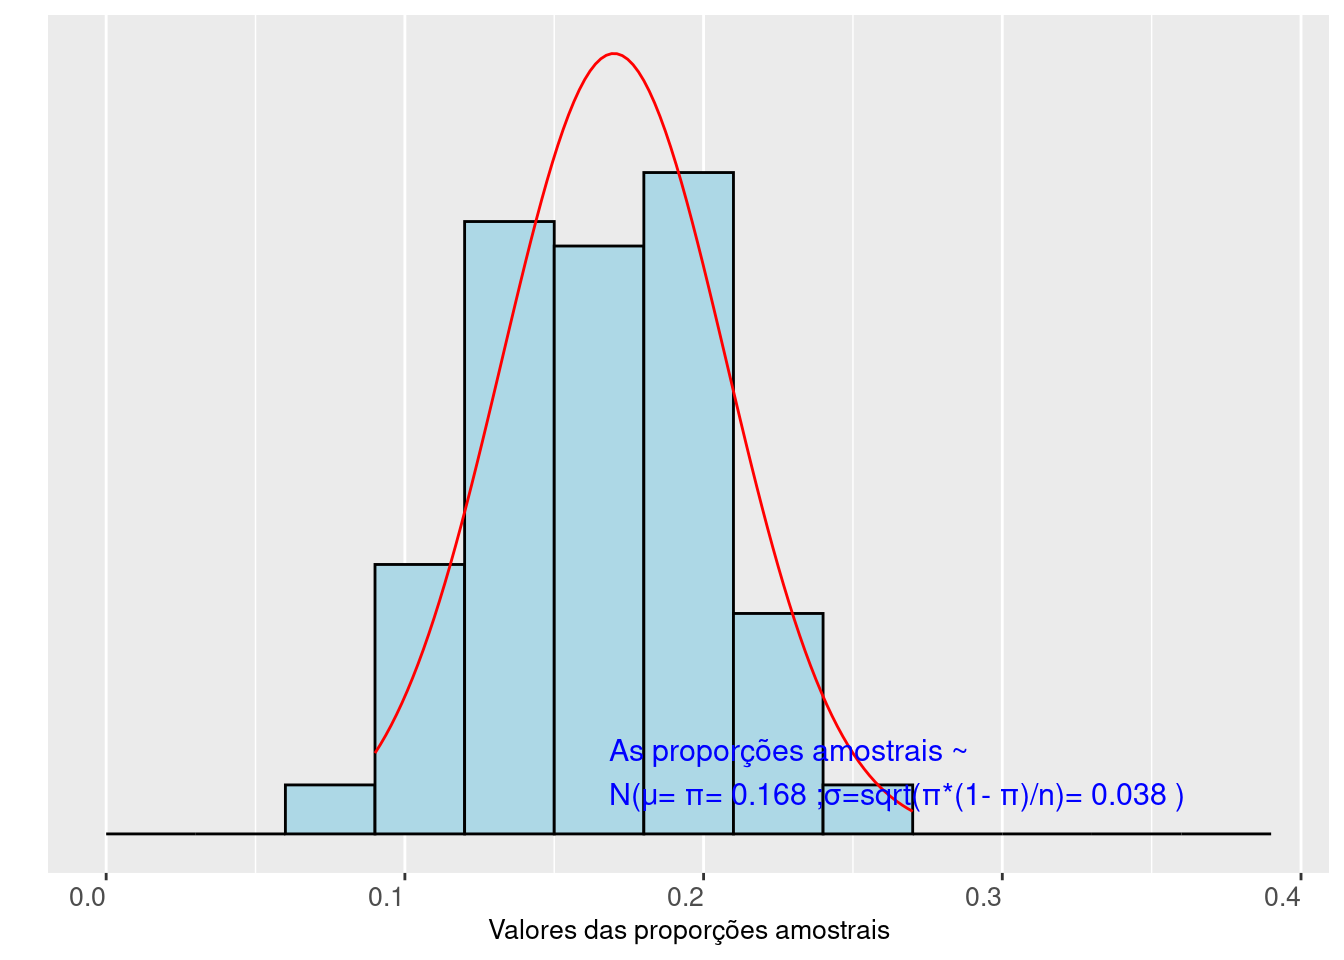 As proporções amostrais ~
N(μ= π= 0.168 ;σ=sqrt(π*(1- π)/n)= 0.038 )
0.0 0.1 0.2 0.3 0.4
Valores das proporções amostrais